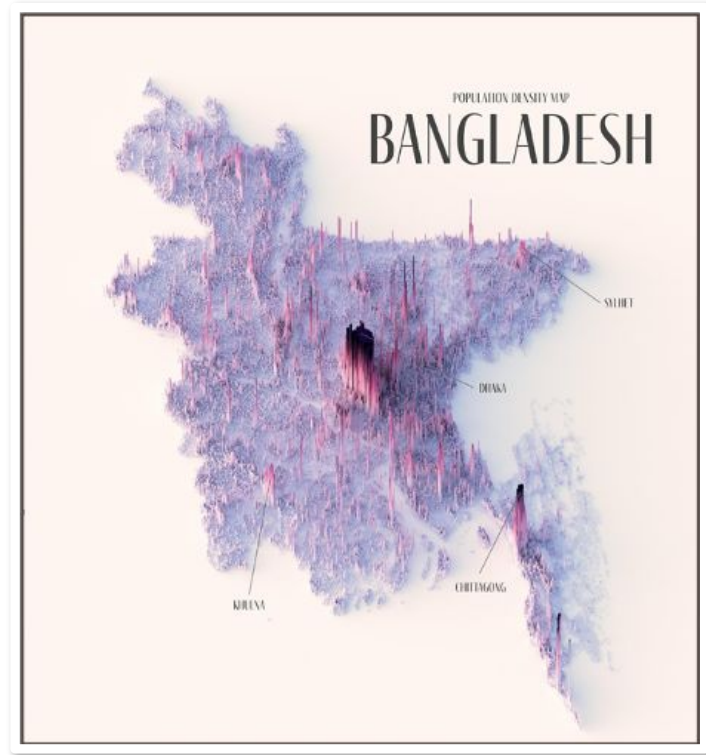 POPULATION DENSITY MAP
BANGLADESH
SYLHET
DHAKA
CHITTAGONG
KHULNA